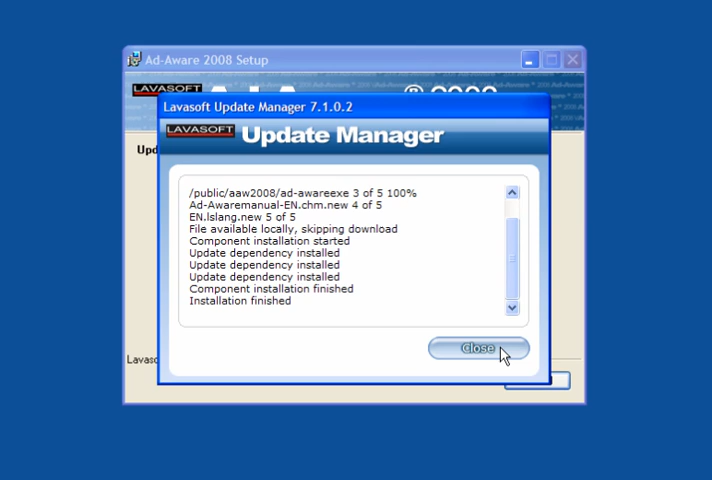 Ad-Aware 2008 Setup
LAVASOFT
® 2008
Lavasoft Update Manager 7.1.0.2
LAVASOFT Update Manager
Upd
/public/aaw2008/ad-awareexe 3 of 5 100%
Ad-Awaremanual-EN.chm.new 4 of 5
EN.lslang.new 5 of 5
File available locally, skipping download
Component installation started
Update dependency installed
Update dependency installed
Update dependency installed
Component installation finished
Installation finished
Close
Lavaso